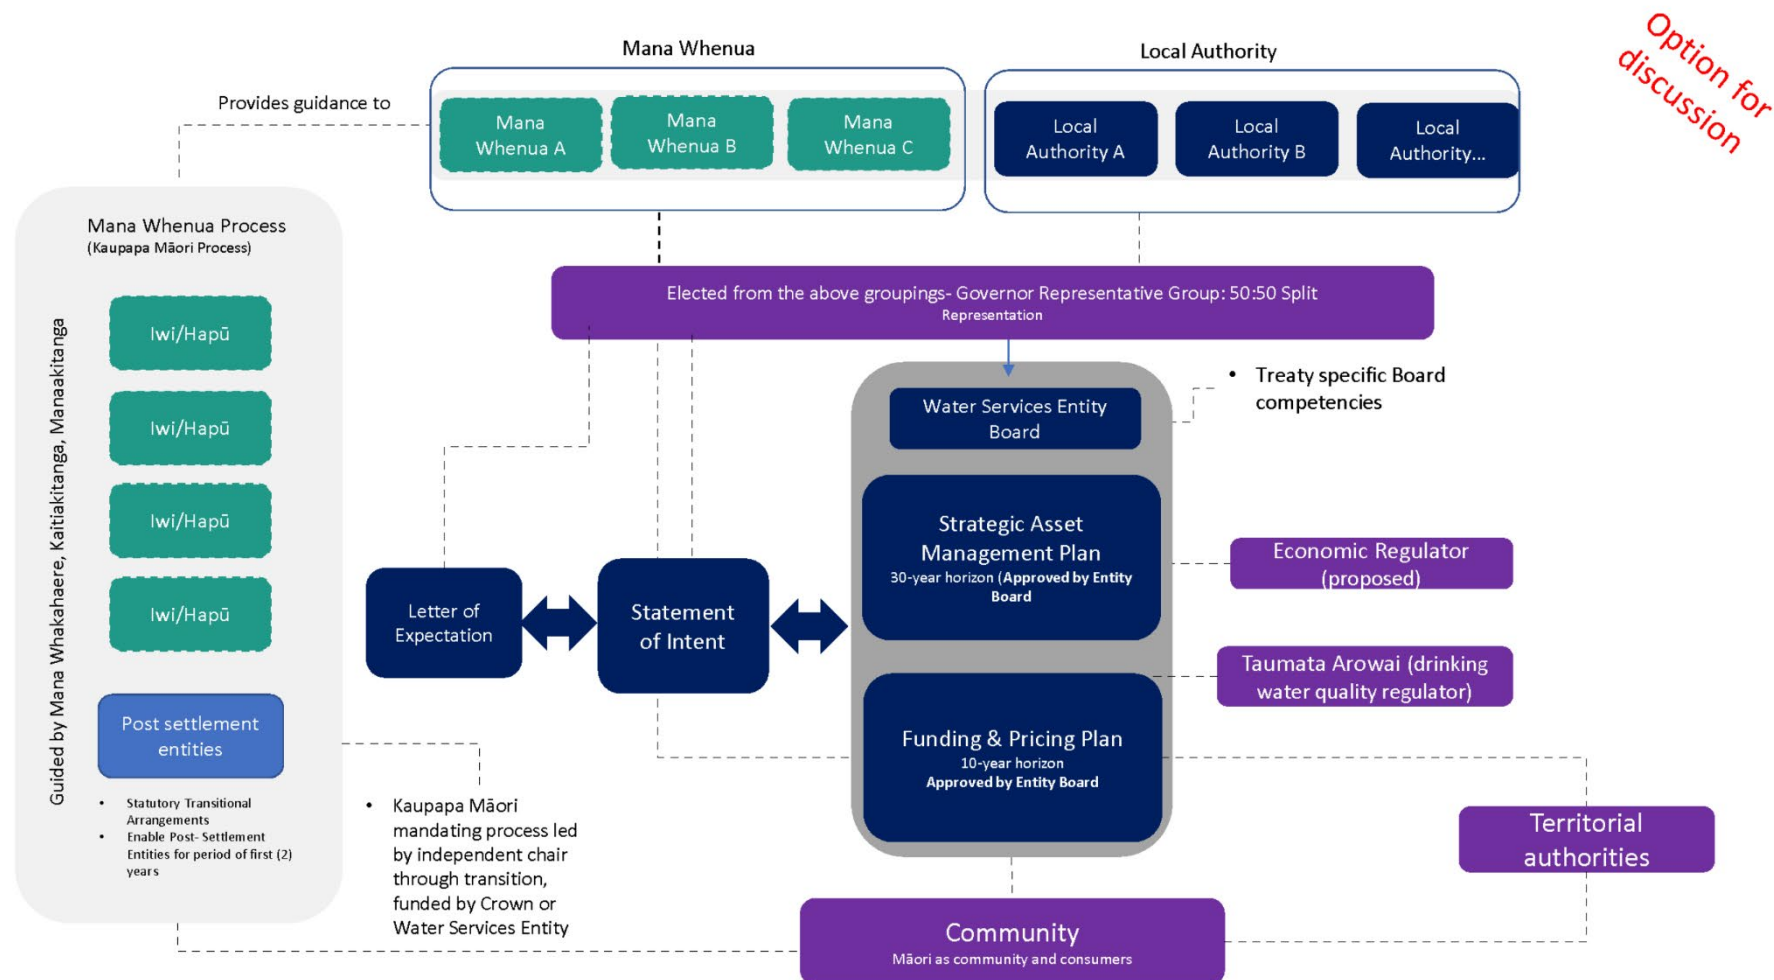 Option for
discussion
Mana Whenua
Local Authority
Provides guidance to
Mana
Whenua A
Mana
Whenua B
Mana
Whenua C
Local
Authority A
Local
Authority B
Local
Authority...
Mana Whenua Process
(Kaupapa Māori Process)
Guided by Mana Whakahaere, Kaitiakitanga, Manaakitanga
Iwi/Hapū
Iwi/Hapū
Iwi/Hapū
Iwi/Hapū
Post settlement
entities
• Statutory Transitional
Arrangements
• Enable Post- Settlement
Entities for period of first (2)
years
Elected from the above groupings- Governor Representative Group: 50:50 Split
Representation
Water Services Entity
Board
• Treaty specific Board
competencies
Strategic Asset
Management Plan
30-year horizon (Approved by Entity
Board
Economic Regulator
(proposed)
Letter of
Expectation
Statement
of Intent
Taumata Arowai (drinking
water quality regulator)
Funding & Pricing Plan
10-year horizon
Approved by Entity Board
• Kaupapa Māori
mandating process led
by independent chair
through transition,
funded by Crown or
Water Services Entity
Territorial
authorities
Community
Māori as community and consumers